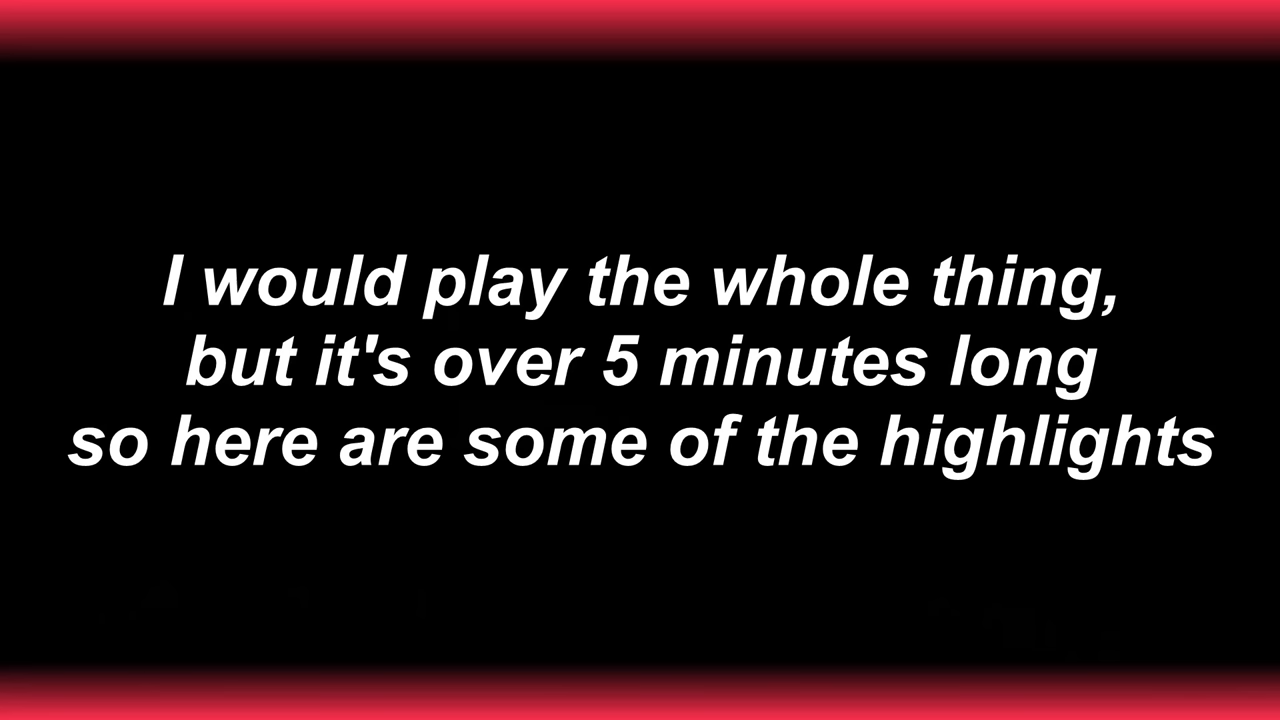 I would play the whole thing,
but it's over 5 minutes long
so here are some of the highlights